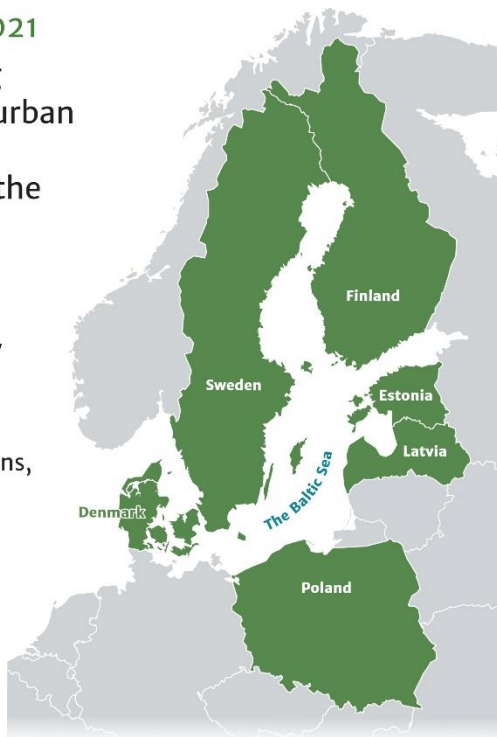 021
urban
the
ns,
Finland
Sweden
Estonia
Latvia
Denmark
The Baltic Sea
Poland